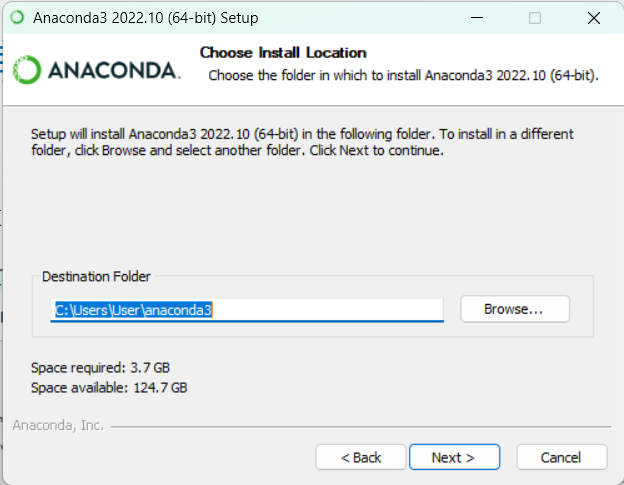 Anaconda3 2022.10 (64-bit) Setup
Choose Install Location
ANACONDA.
Choose the folder in which to install Anaconda3 2022.10 (64-bit).
Setup will install Anaconda3 2022.10 (64-bit) in the following folder. To install in a different
folder, click Browse and select another folder. Click Next to continue.
Destination Folder
C:\Users\User\anaconda3
Browse...
Space required: 3.7 GB
Space available: 124.7 GB
Anaconda, Inc.
< Back
Next >
Cancel